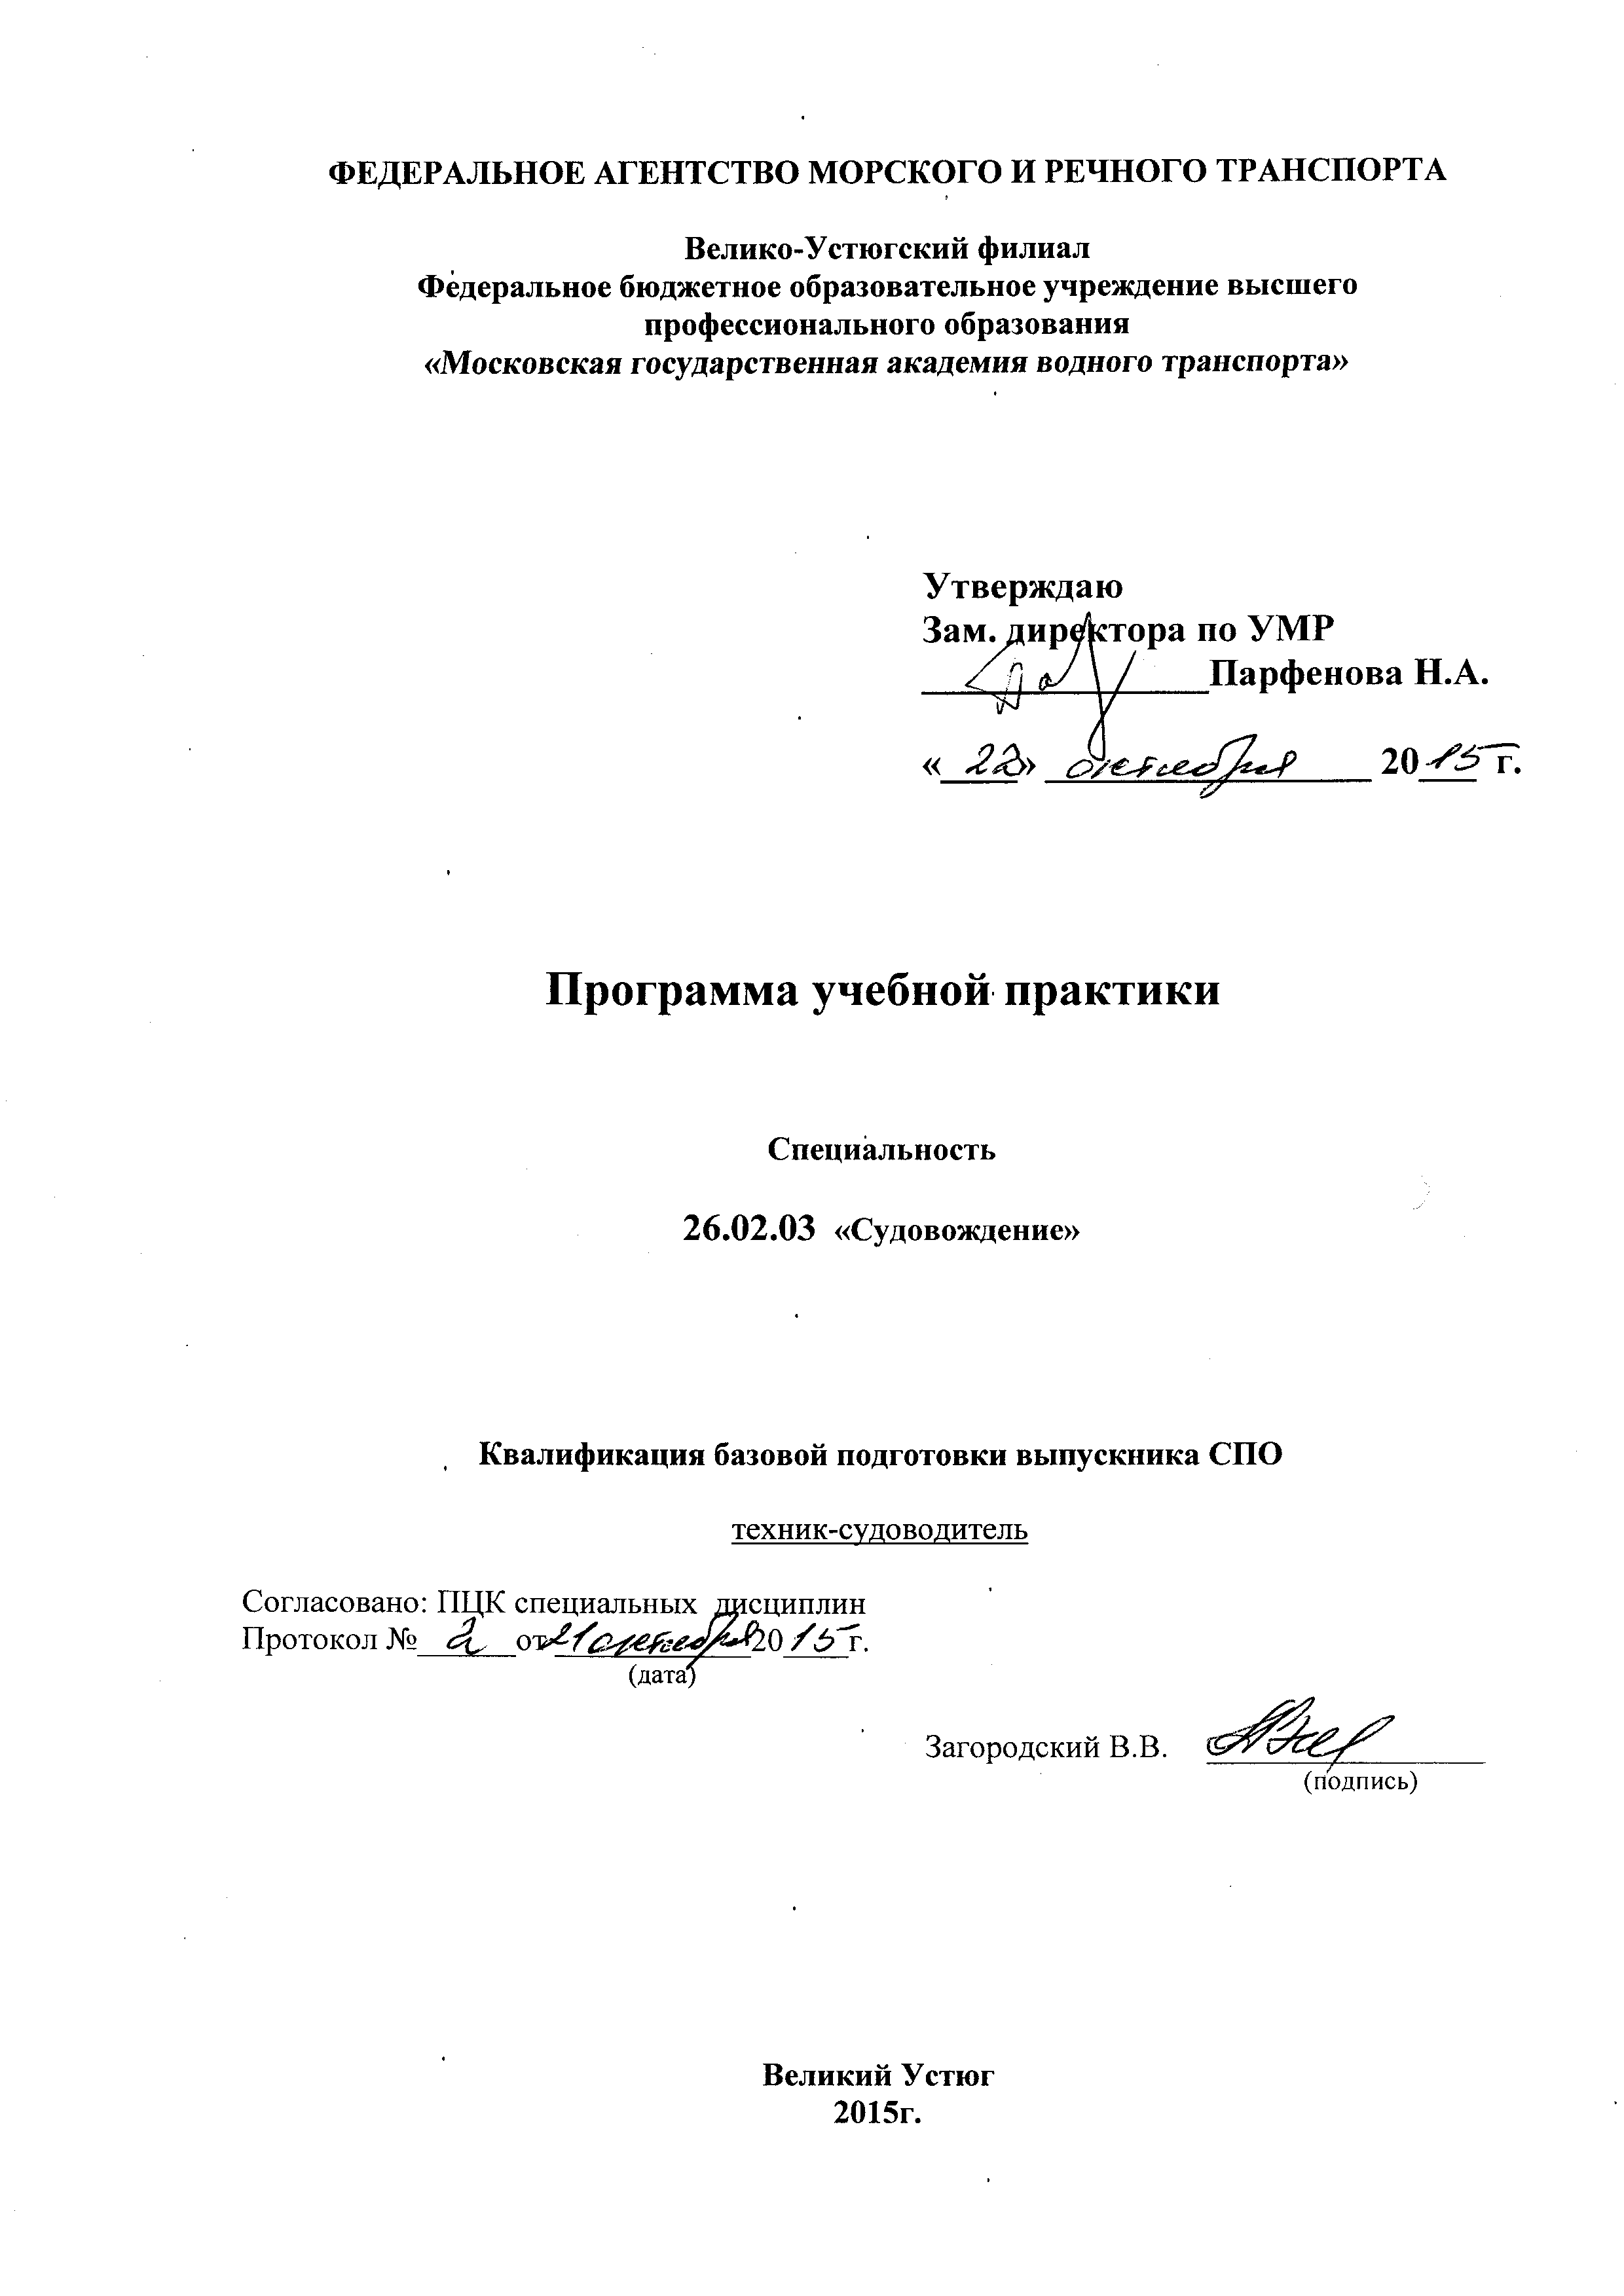 ФЕДЕРАЛЬНОЕ АГЕНТСТВО МОРСКОГО И РЕЧНОГО ТРАНСПОРТА
Велико-Устюгский филиал
Федеральное бюджетное образовательное учреждение высшего
профессионального образования
«Московская государственная академия водного транспорта»
Утверждаю
Зам. директора по УМР
Парфенова Н.А.
«22» октября 2015 г.
Программа учебной практики
Специальность
26.02.03 «Судовождение»
Квалификация базовой подготовки выпускника СПО
техник-судоводитель
Согласовано: ПЦК специальных дисциплин
Протокол № 2 от 21 октября 2015 г.
(дата)
Загородский В.В.
(подпись)
Великий Устюг
2015г.